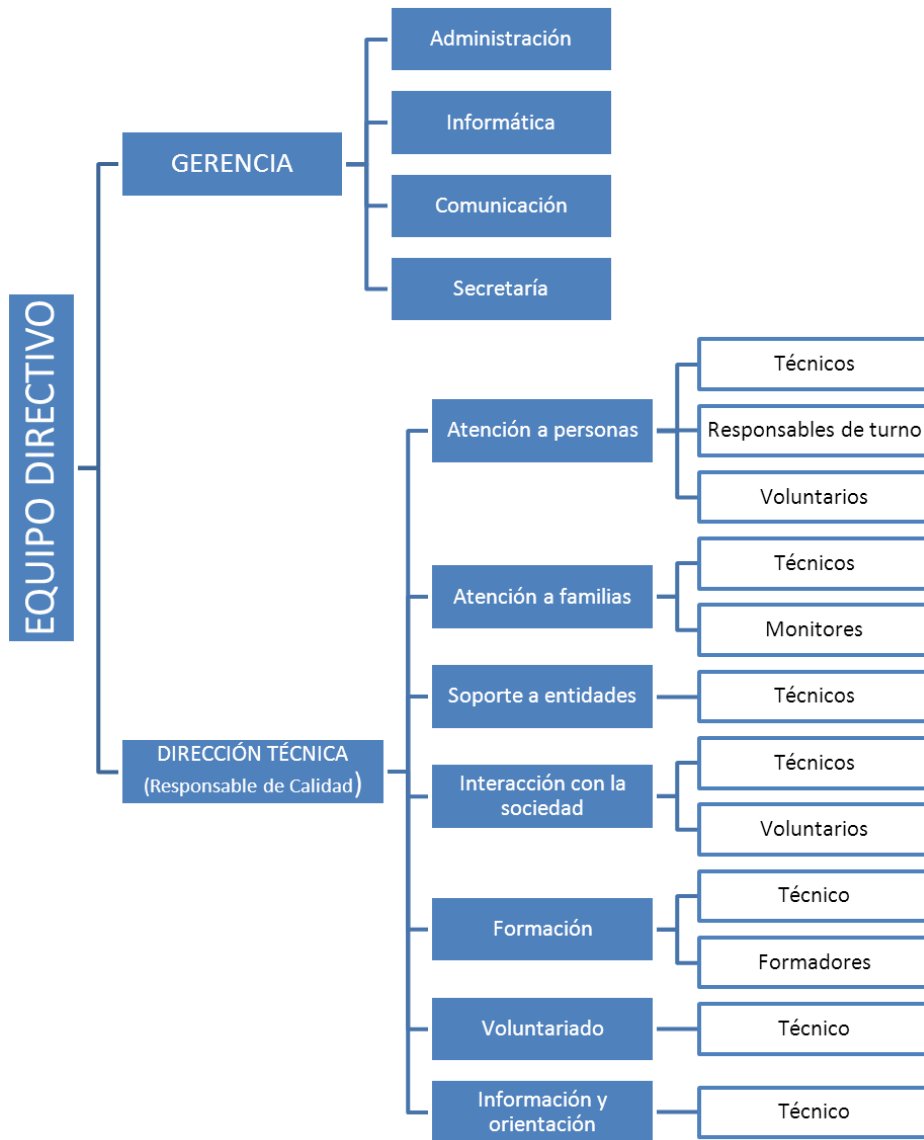 EQUIPO DIRECTIVO
GERENCIA
Administración
Informática
Comunicación
Secretaría
DIRECCIÓN TÉCNICA
(Responsable de Calidad)
Atención a personas
Técnicos
Responsables de turno
Voluntarios
Atención a familias
Técnicos
Monitores
Soporte a entidades
Técnicos
Interacción con la
sociedad
Técnicos
Voluntarios
Formación
Técnico
Formadores
Voluntariado
Técnico
Información y
orientación
Técnico